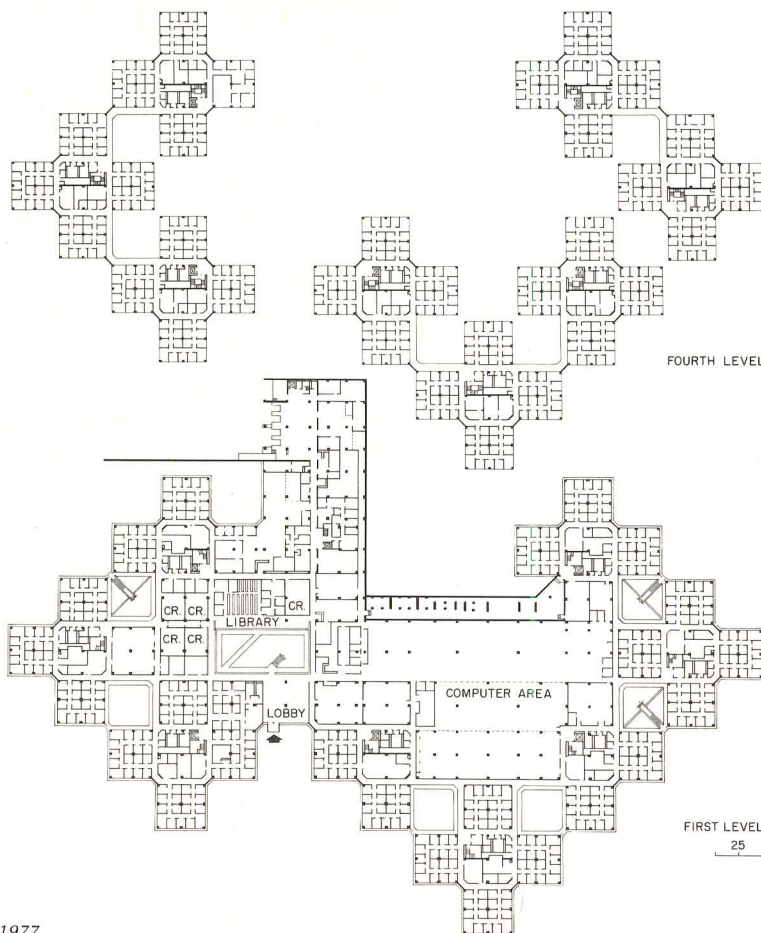 FOURTH LEVEL
CR. CR.
CR.
LIBRARY
CR. CR.
COMPUTER AREA
LOBBY
FIRST LEVEL
25
1977